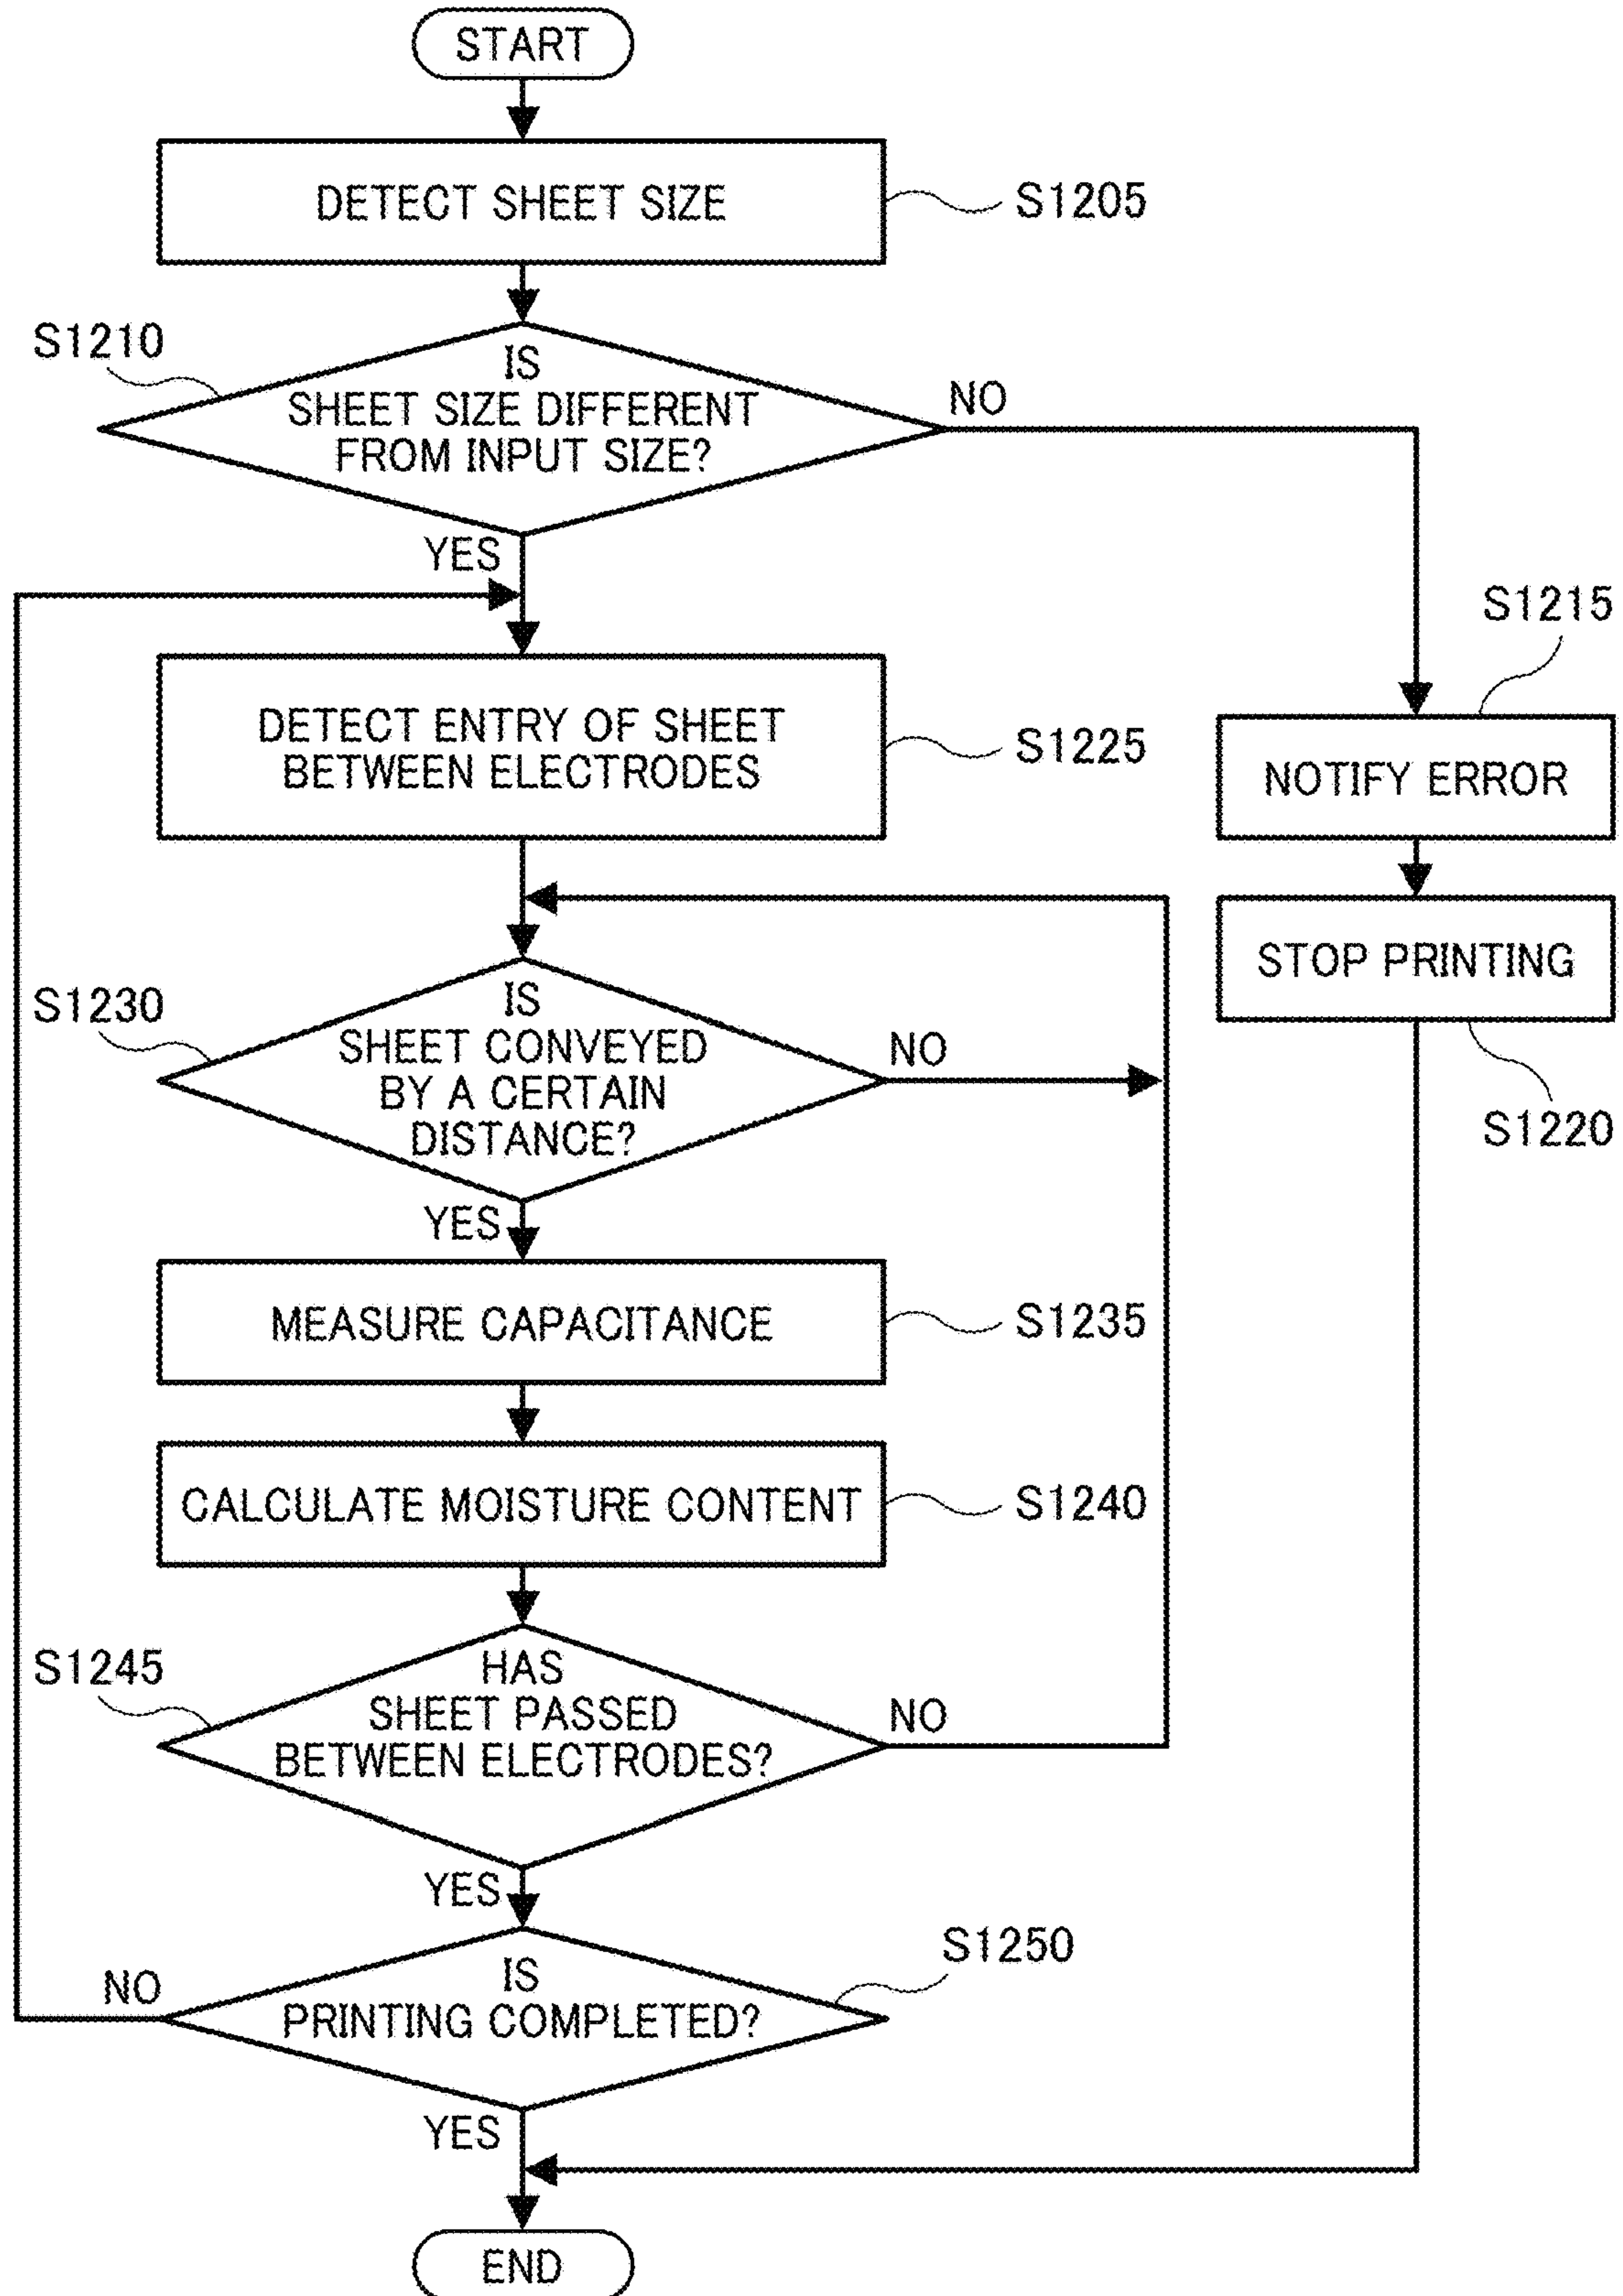 START
DETECT SHEET SIZE
S1205
S1210
IS
SHEET SIZE DIFFERENT
FROM INPUT SIZE?
NO
YES
S1215
DETECT ENTRY OF SHEET
BETWEEN ELECTRODES
S1225
NOTIFY ERROR
STOP PRINTING
S1220
S1230
IS
SHEET CONVEYED
BY A CERTAIN
DISTANCE?
NO
YES
MEASURE CAPACITANCE
S1235
CALCULATE MOISTURE CONTENT
S1240
S1245
HAS
SHEET PASSED
BETWEEN ELECTRODES?
NO
YES
S1250
IS
PRINTING COMPLETED?
NO
YES
END